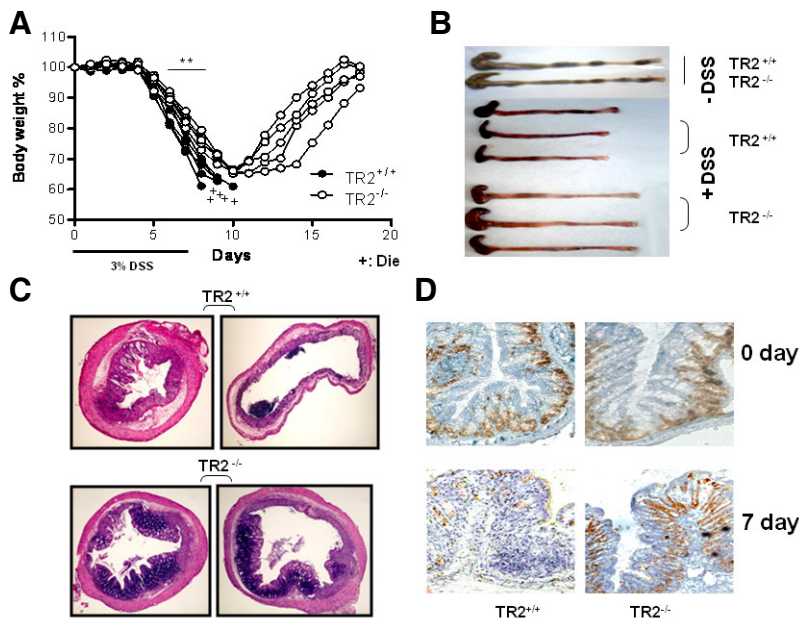 A
Body weight %
110
100
90
80
70
60
50
**
+ + + + +
TR2+/+
TR2-/-
0 5 10 15 20
Days
3% DSS
+: Die
B
TR2+/+
TR2-/-
- DSS
TR2+/+
+ DSS
TR2-/-
C
TR2+/+
TR2-/-
D
0 day
7 day
TR2+/+ TR2-/-